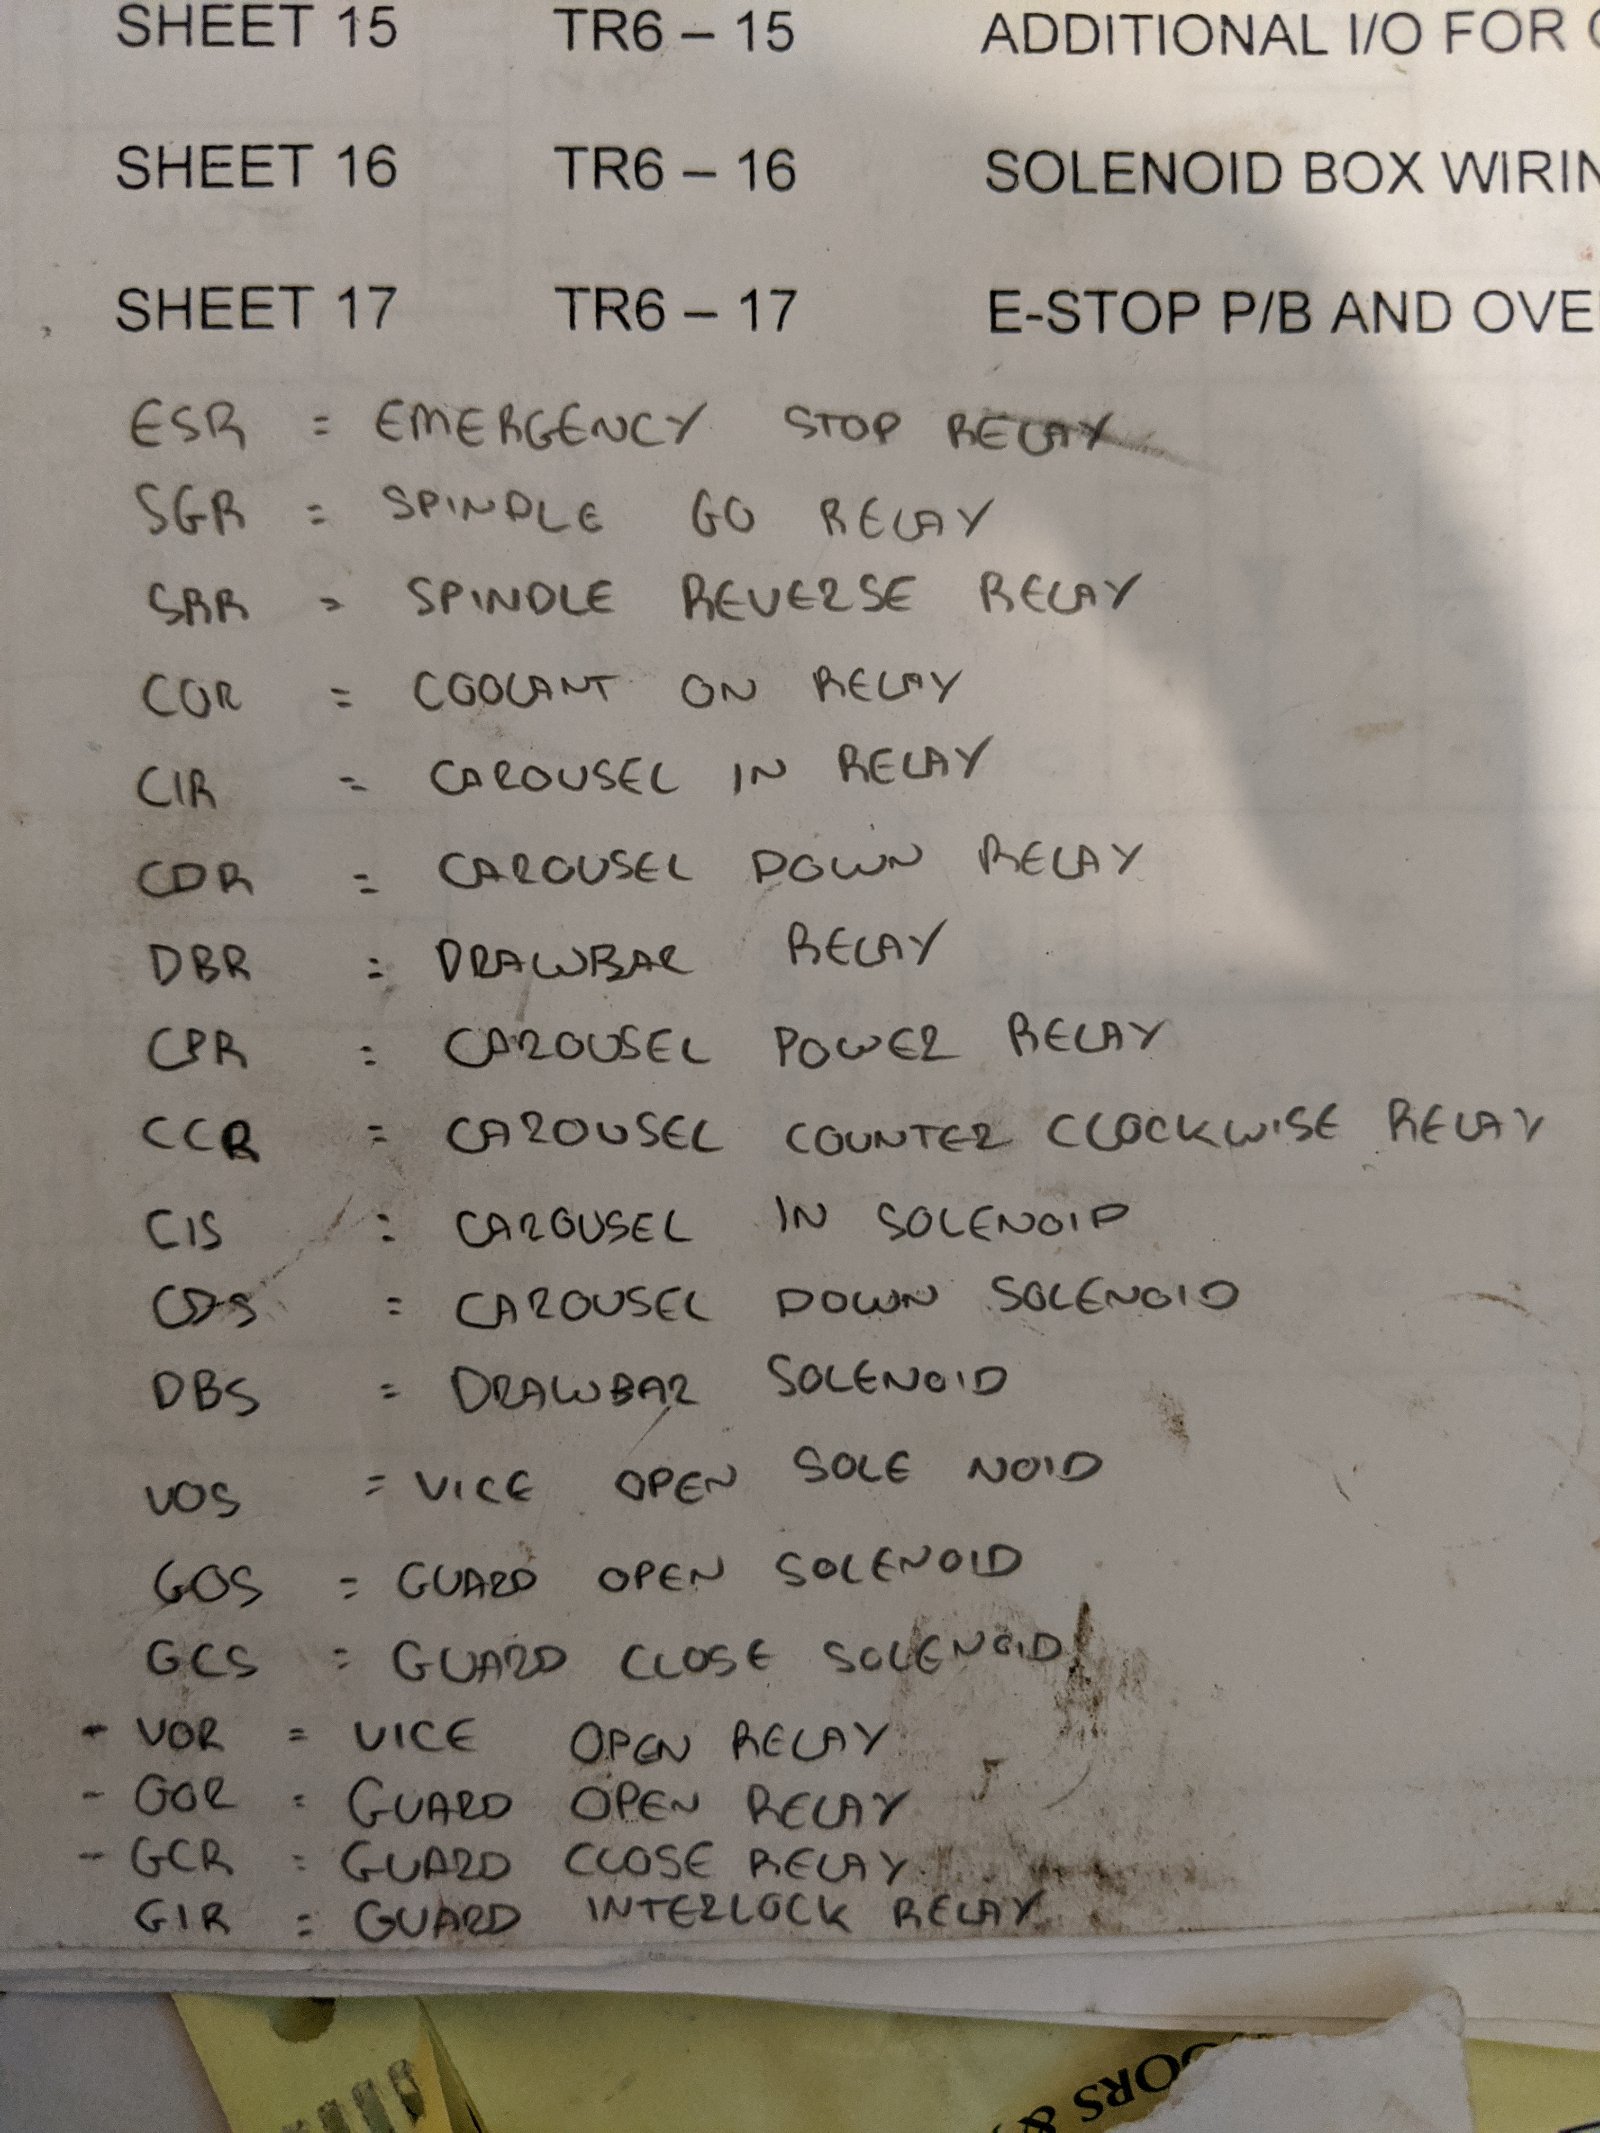 SHEET 15 TR6 – 15 ADDITIONAL I/O FOR
SHEET 16 TR6 – 16 SOLENOID BOX WIRIN
SHEET 17 TR6 – 17 E-STOP P/B AND OVE
ESR = EMERGENCY STOP RELAY
SGR = SPINDLE GO RELAY
SRR = SPINDLE REVERSE RELAY
COR = COOLANT ON RELAY
CIR = CAROUSEL IN RELAY
CDR = CAROUSEL DOWN RELAY
DBR = DRAWBAR RELAY
CPR = CAROUSEL POWER RELAY
CCR = CAROUSEL COUNTER CLOCKWISE RELAY
CIS = CAROUSEL IN SOLENOID
CDS = CAROUSEL DOWN SOLENOID
DBS = DRAWBAR SOLENOID
VOS = VICE OPEN SOLE NOID
GOS = GUARD OPEN SOLENOID
GCS = GUARD CLOSE SOLENOID
- VOR = VICE OPEN RELAY
- GOR = GUARD OPEN RELAY
- GCR = GUARD CLOSE RELAY
GIR = GUARD INTERLOCK RELAY
ORS &